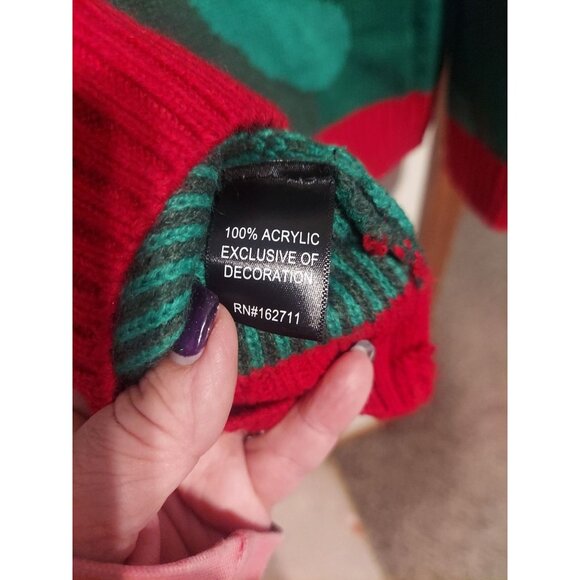 100% ACRYLIC
EXCLUSIVE OF
DECORATION
RN#162711